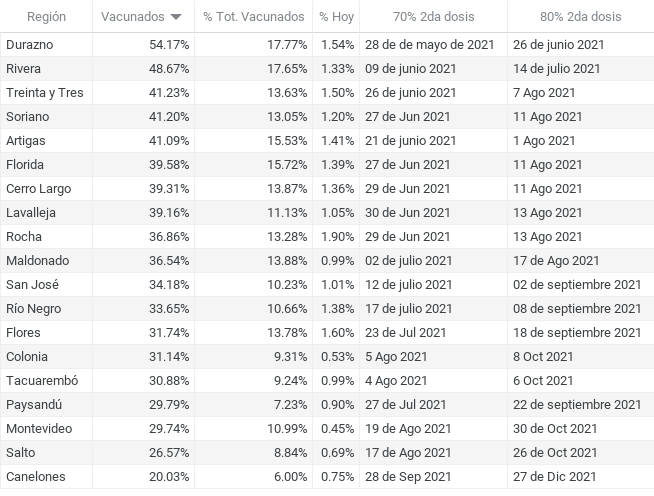 Región Vacunados % Tot. Vacunados % Hoy 70% 2da dosis 80% 2da dosis
Durazno 54.17% 17.77% 1.54% 28 de de mayo de 2021 26 de junio 2021
Rivera 48.67% 17.65% 1.33% 09 de junio 2021 14 de julio 2021
Treinta y Tres 41.23% 13.63% 1.50% 26 de junio 2021 7 Ago 2021
Soriano 41.20% 13.05% 1.20% 27 de Jun 2021 11 Ago 2021
Artigas 41.09% 15.53% 1.41% 21 de junio 2021 1 Ago 2021
Florida 39.58% 15.72% 1.39% 27 de Jun 2021 11 Ago 2021
Cerro Largo 39.31% 13.87% 1.36% 29 de Jun 2021 11 Ago 2021
Lavalleja 39.16% 11.13% 1.05% 30 de Jun 2021 13 Ago 2021
Rocha 36.86% 13.28% 1.90% 29 de Jun 2021 13 Ago 2021
Maldonado 36.54% 13.88% 0.99% 02 de julio 2021 17 de Ago 2021
San José 34.18% 10.23% 1.01% 12 de julio 2021 02 de septiembre 2021
Río Negro 33.65% 10.66% 1.38% 17 de julio 2021 08 de septiembre 2021
Flores 31.74% 13.78% 1.60% 23 de Jul 2021 18 de septiembre 2021
Colonia 31.14% 9.31% 0.53% 5 Ago 2021 8 Oct 2021
Tacuarembó 30.88% 9.24% 0.99% 4 Ago 2021 6 Oct 2021
Paysandú 29.79% 7.23% 0.90% 27 de Jul 2021 22 de septiembre 2021
Montevideo 29.74% 10.99% 0.45% 19 de Ago 2021 30 de Oct 2021
Salto 26.57% 8.84% 0.69% 17 de Ago 2021 26 de Oct 2021
Canelones 20.03% 6.00% 0.75% 28 de Sep 2021 27 de Dic 2021